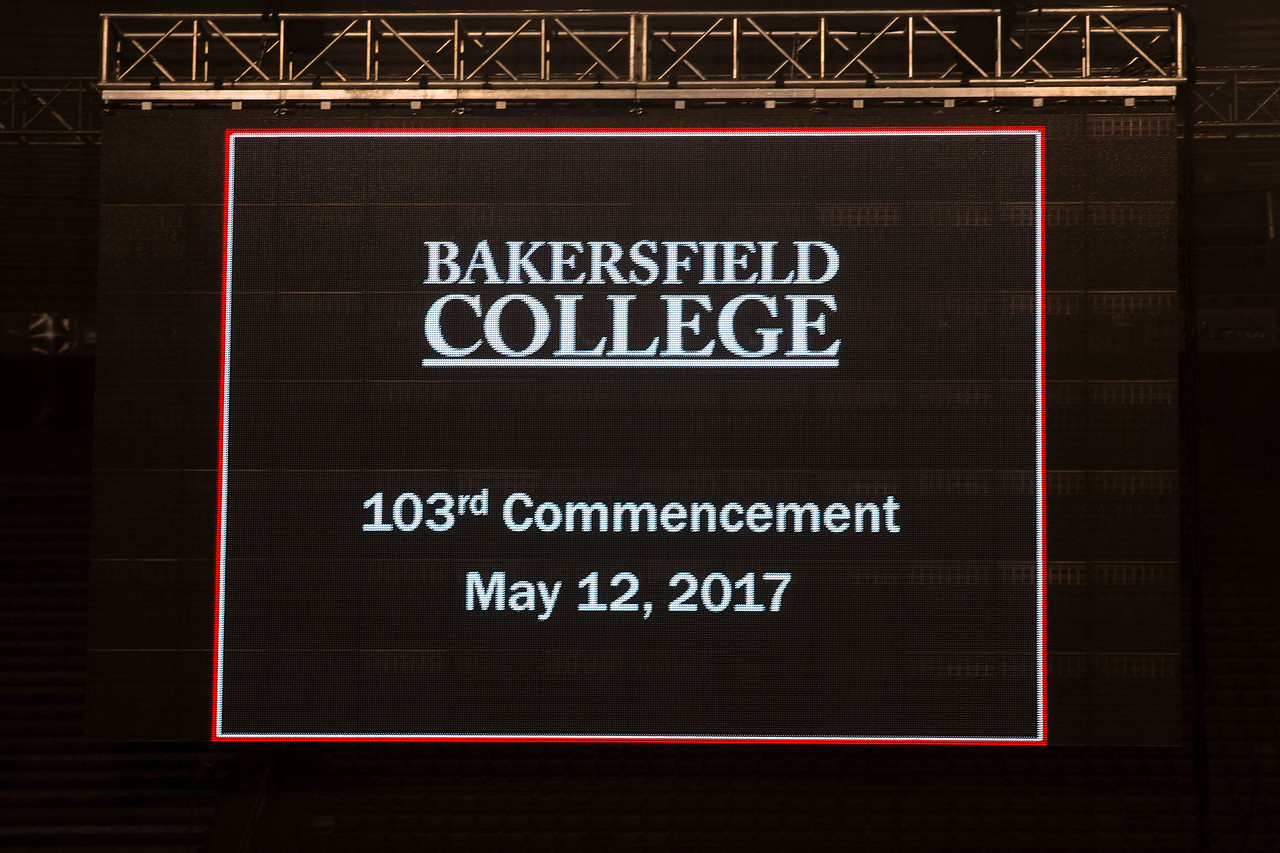 BAKERSFIELD
COLLEGE
103rd Commencement
May 12, 2017